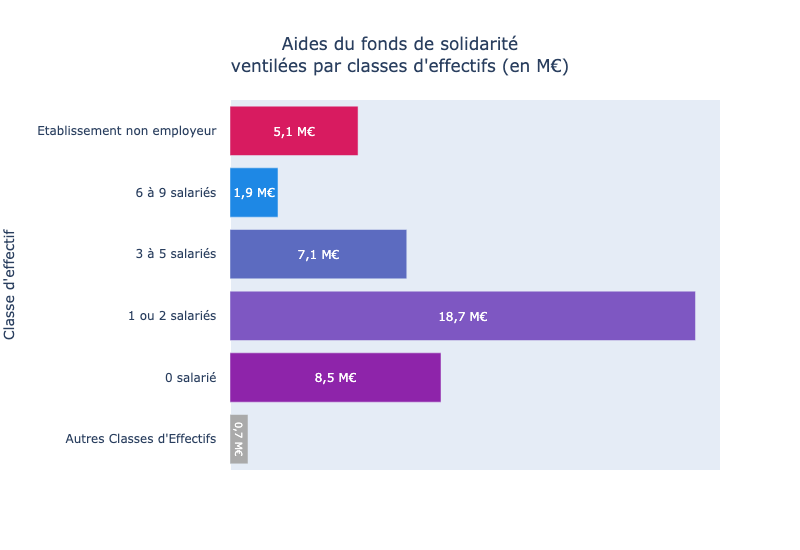 Aides du fonds de solidarité
ventilées par classes d'effectifs (en M€)
Classe d'effectif
Etablissement non employeur
5,1 M€
6 à 9 salariés
1,9 M€
3 à 5 salariés
7,1 M€
1 ou 2 salariés
18,7 M€
0 salarié
8,5 M€
Autres Classes d'Effectifs
0,7 M€